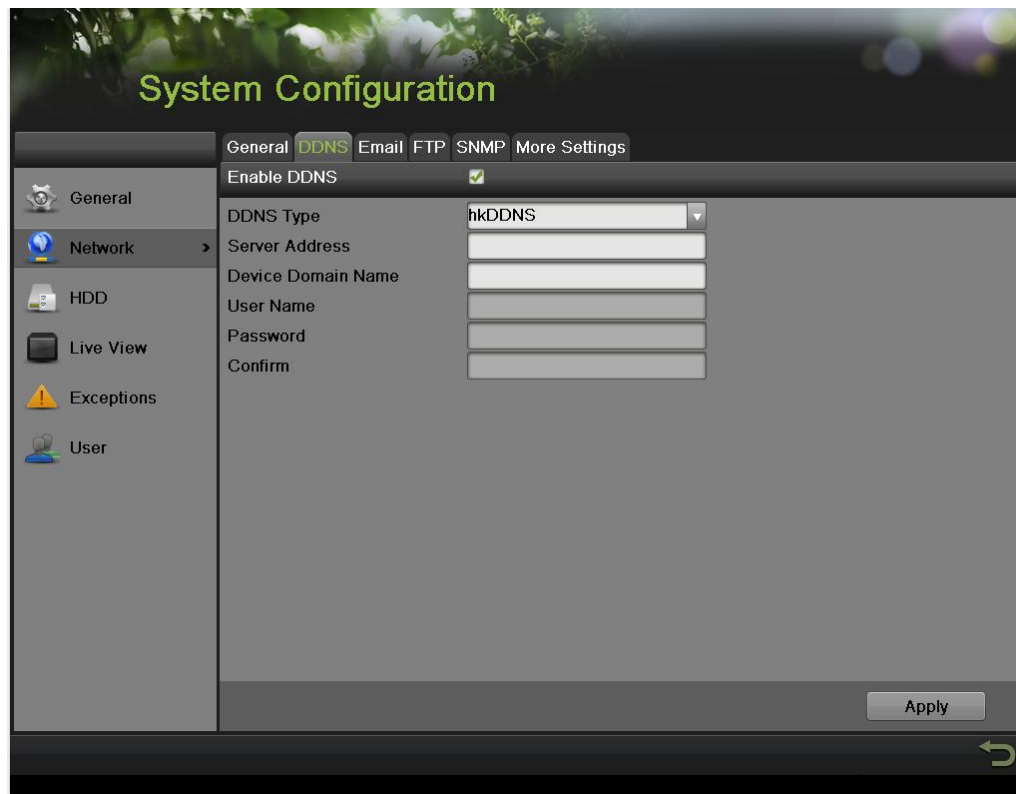 System Configuration
General DDNS Email FTP SNMP More Settings
Enable DDNS
General
Network
HDD
Live View
Exceptions
User
DDNS Type hkDDNS
Server Address
Device Domain Name
User Name
Password
Confirm
Apply